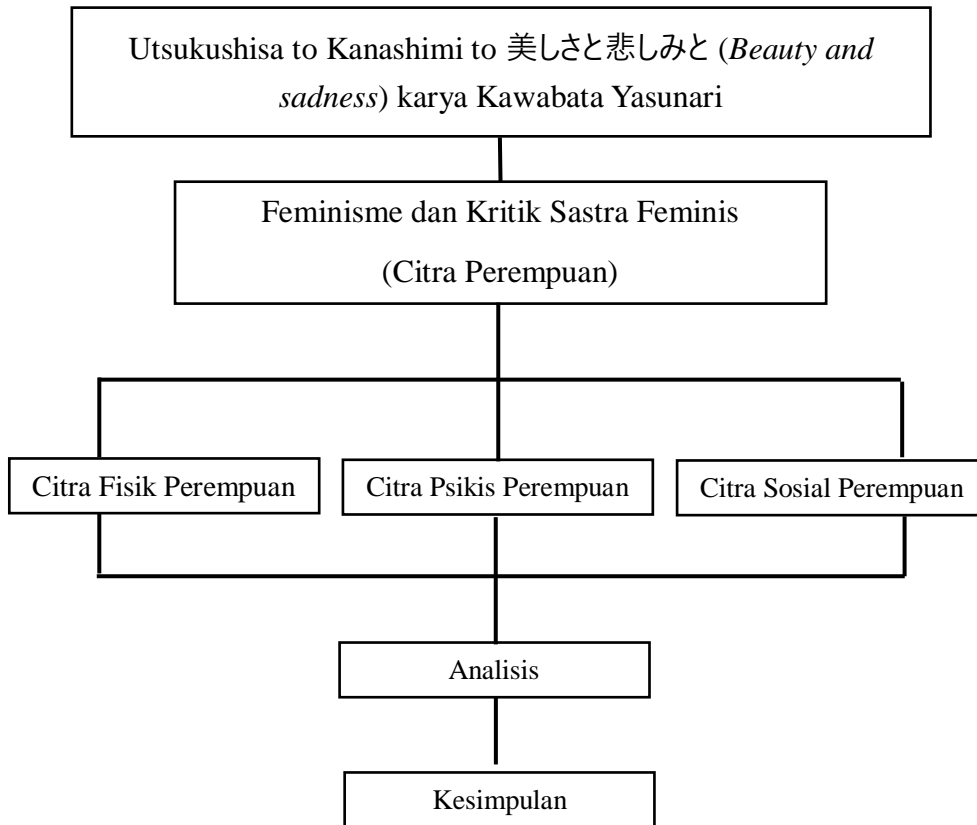 Utsukushisa to Kanashimi to 美しさと悲しみと (Beauty and
sadness) karya Kawabata Yasunari
Feminisme dan Kritik Sastra Feminis
(Citra Perempuan)
Citra Fisik Perempuan
Citra Psikis Perempuan
Citra Sosial Perempuan
Analisis
Kesimpulan